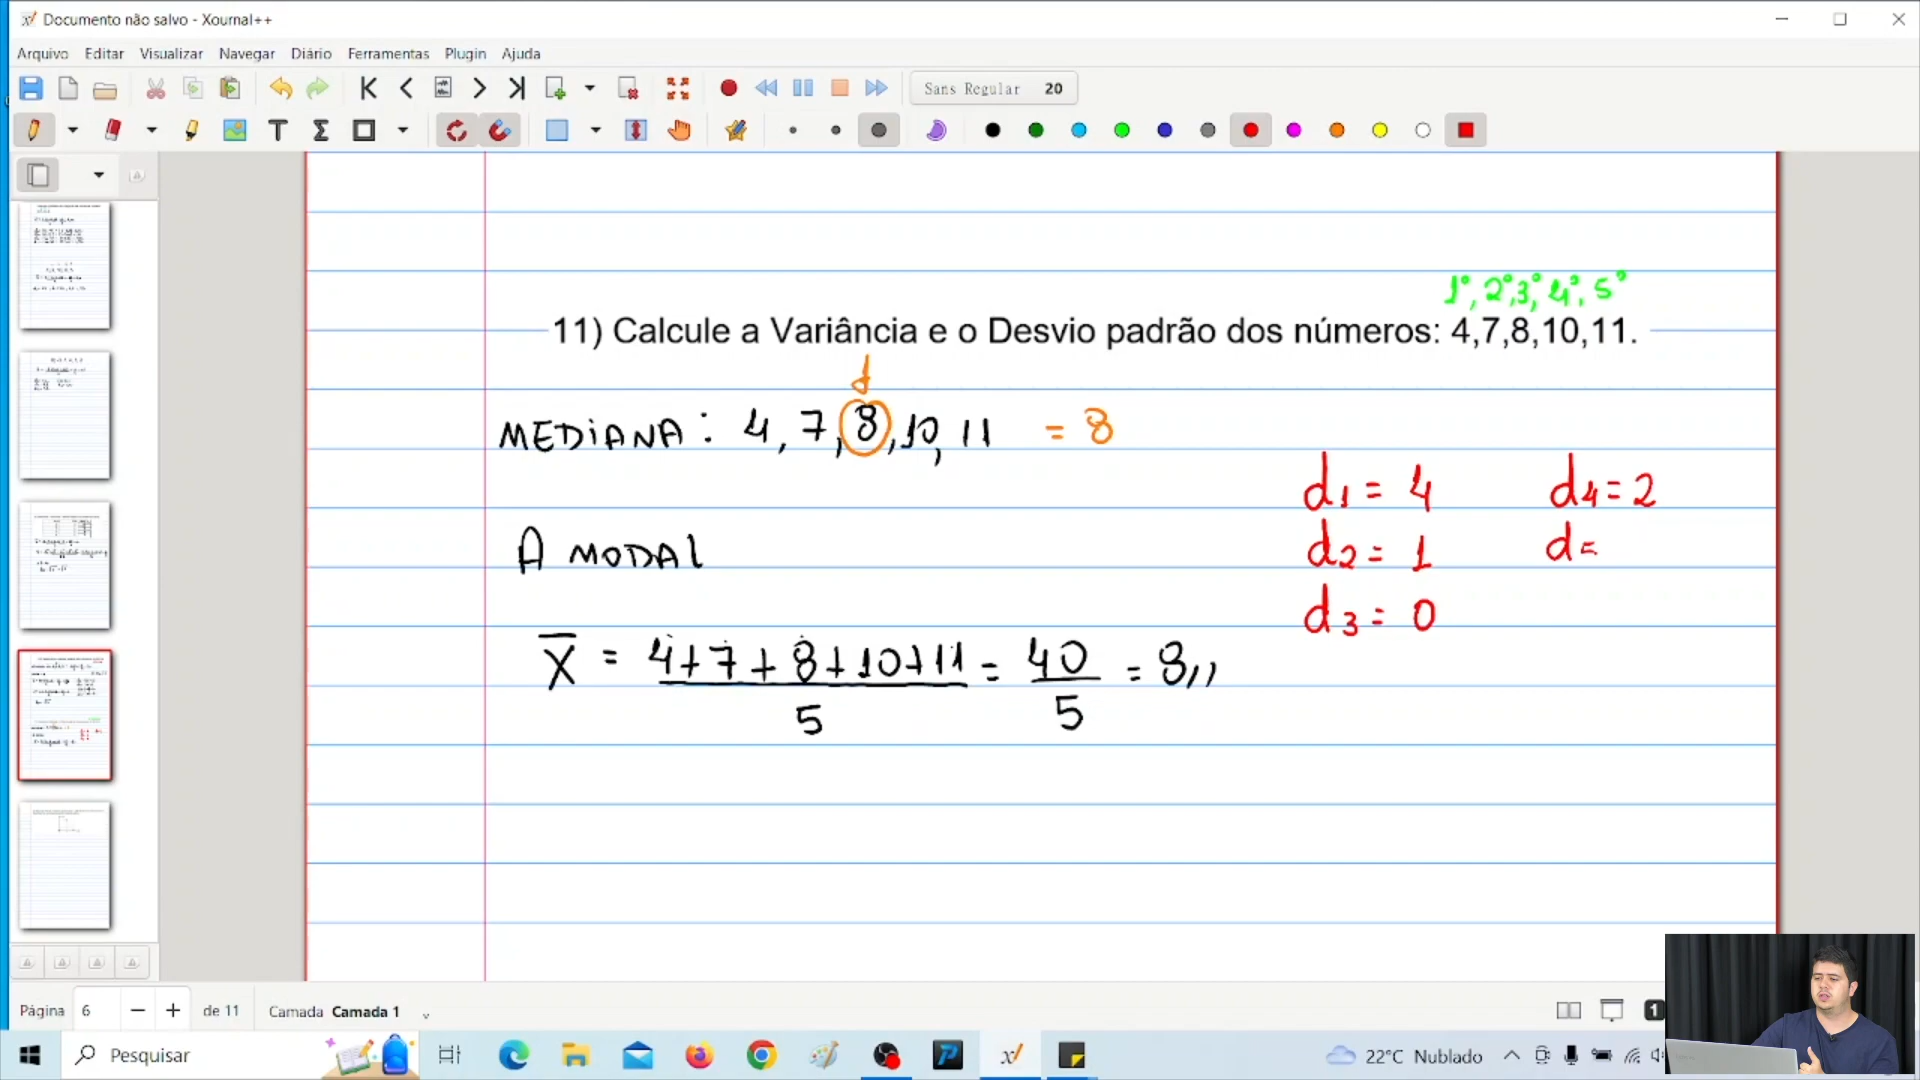 Documento não salvo - Xournal++
Arquivo Editar Visualizar Navegar Diário Ferramentas Plugin Ajuda
Sans Regular 20
1°, 2°, 3°, 4°, 5°
11) Calcule a Variância e o Desvio padrão dos números: 4,7,8,10,11.
MEDIANA: 4, 7, 8, 10, 11 = 8
d1 = 4 d4 = 2
A MODAL d2 = 1 d=
d3 = 0
X = 4+7+8+10+11 = 40 = 8,,
5 5
Página 6 de 11 Camada Camada 1
Pesquisar 22°C Nublado